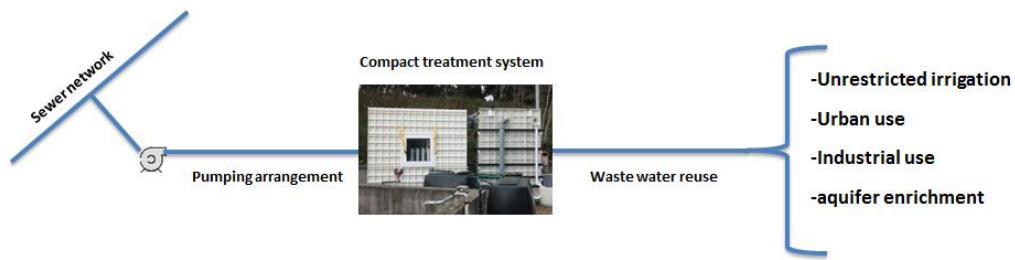 Sewer network
Compact treatment system
Pumping arrangement
Waste water reuse
-Unrestricted irrigation
-Urban use
-Industrial use
-aquifer enrichment